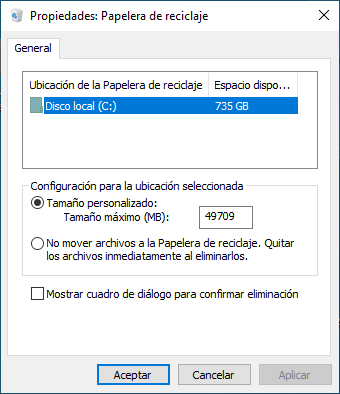 Propiedades: Papelera de reciclaje
General
Ubicación de la Papelera de reciclaje Espacio dispo...
Disco local (C:) 735 GB
Configuración para la ubicación seleccionada
Tamaño personalizado:
Tamaño máximo (MB): 49709
No mover archivos a la Papelera de reciclaje. Quitar
los archivos inmediatamente al eliminarlos.
Mostrar cuadro de diálogo para confirmar eliminación
Aceptar Cancelar Aplicar